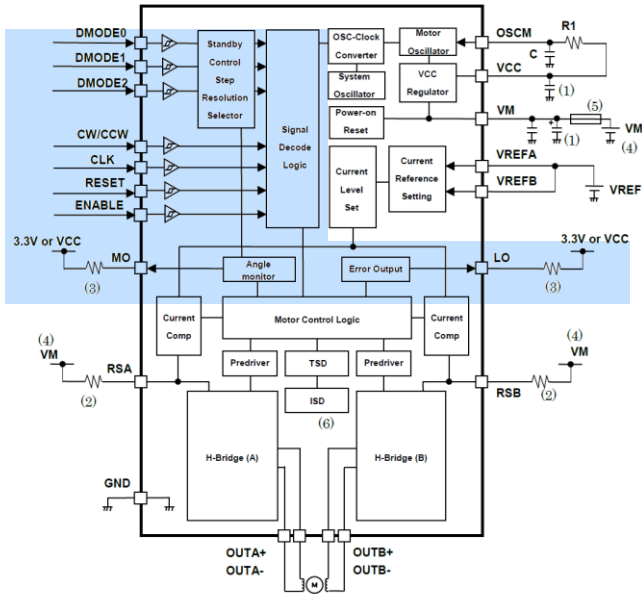 DMODE0
DMODE1
DMODE2
CW/CCW
CLK
RESET
ENABLE
3.3V or VCC
MO
(3)
Standby
Control
Step
Resolution
Selector
Signal
Decode
Logic
OSC-Clock
Converter
Motor
Oscillator
System
Oscillator
VCC
Regulator
Power-on
Reset
Current
Level
Set
Current
Reference
Setting
OSCM
R1
C
VCC
(1)
VM
(5)
(1)
(4)
VM
VREFA
VREFB
VREF
3.3V or VCC
LO
(3)
Angle
monitor
Error Output
Current
Comp
Motor Control Logic
Current
Comp
Predriver
TSD
Predriver
ISD
(6)
(4)
VM
RSA
(2)
(4)
VM
RSB
(2)
H-Bridge (A)
H-Bridge (B)
GND
OUTA+
OUTA-
M
OUTB+
OUTB-